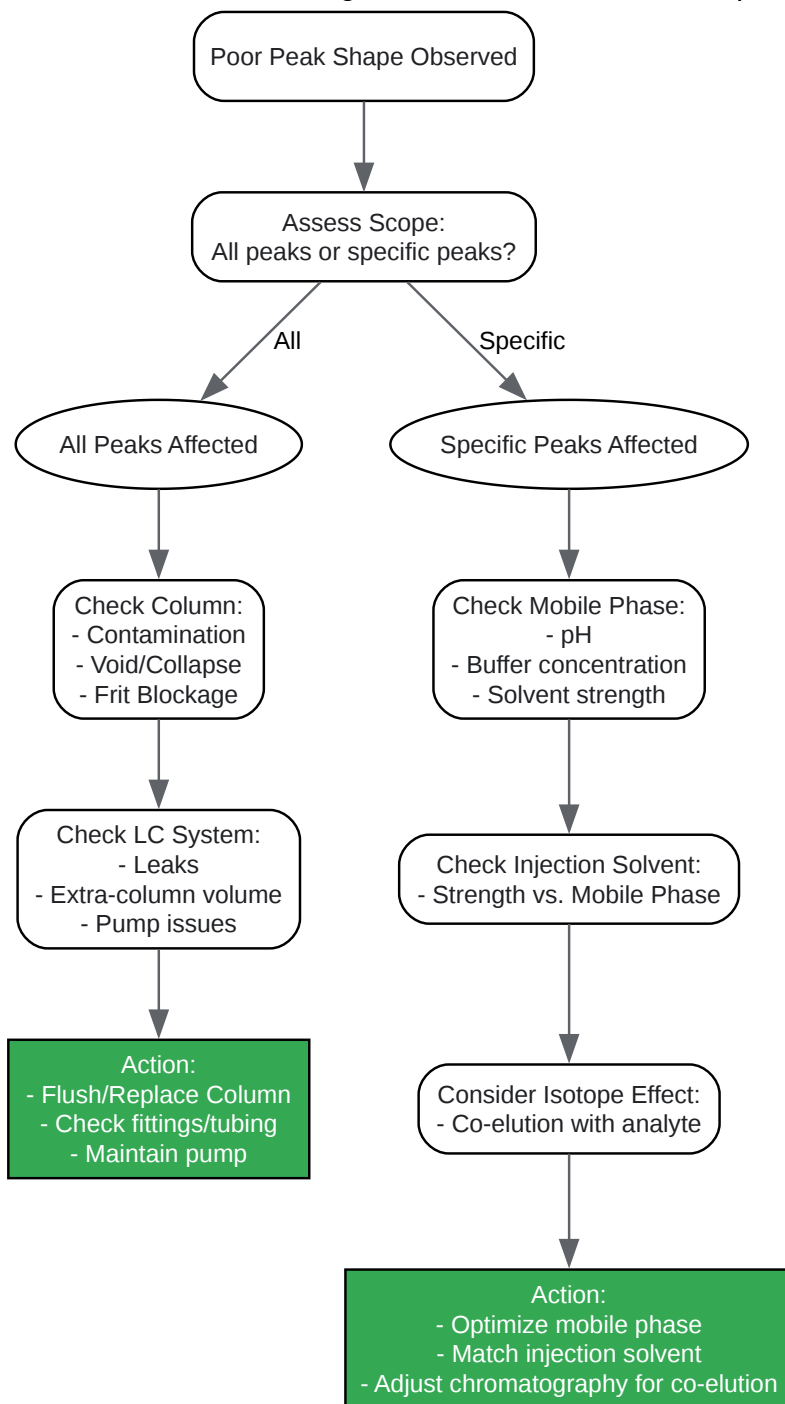 Poor Peak Shape Observed
Assess Scope:
All peaks or specific peaks?
All
Specific
All Peaks Affected
Specific Peaks Affected
Check Column:
- Contamination
- Void/Collapse
- Frit Blockage
Check Mobile Phase:
- pH
- Buffer concentration
- Solvent strength
Check LC System:
- Leaks
- Extra-column volume
- Pump issues
Check Injection Solvent:
- Strength vs. Mobile Phase
Action:
- Flush/Replace Column
- Check fittings/tubing
- Maintain pump
Consider Isotope Effect:
- Co-elution with analyte
Action:
- Optimize mobile phase
- Match injection solvent
- Adjust chromatography for co-elution